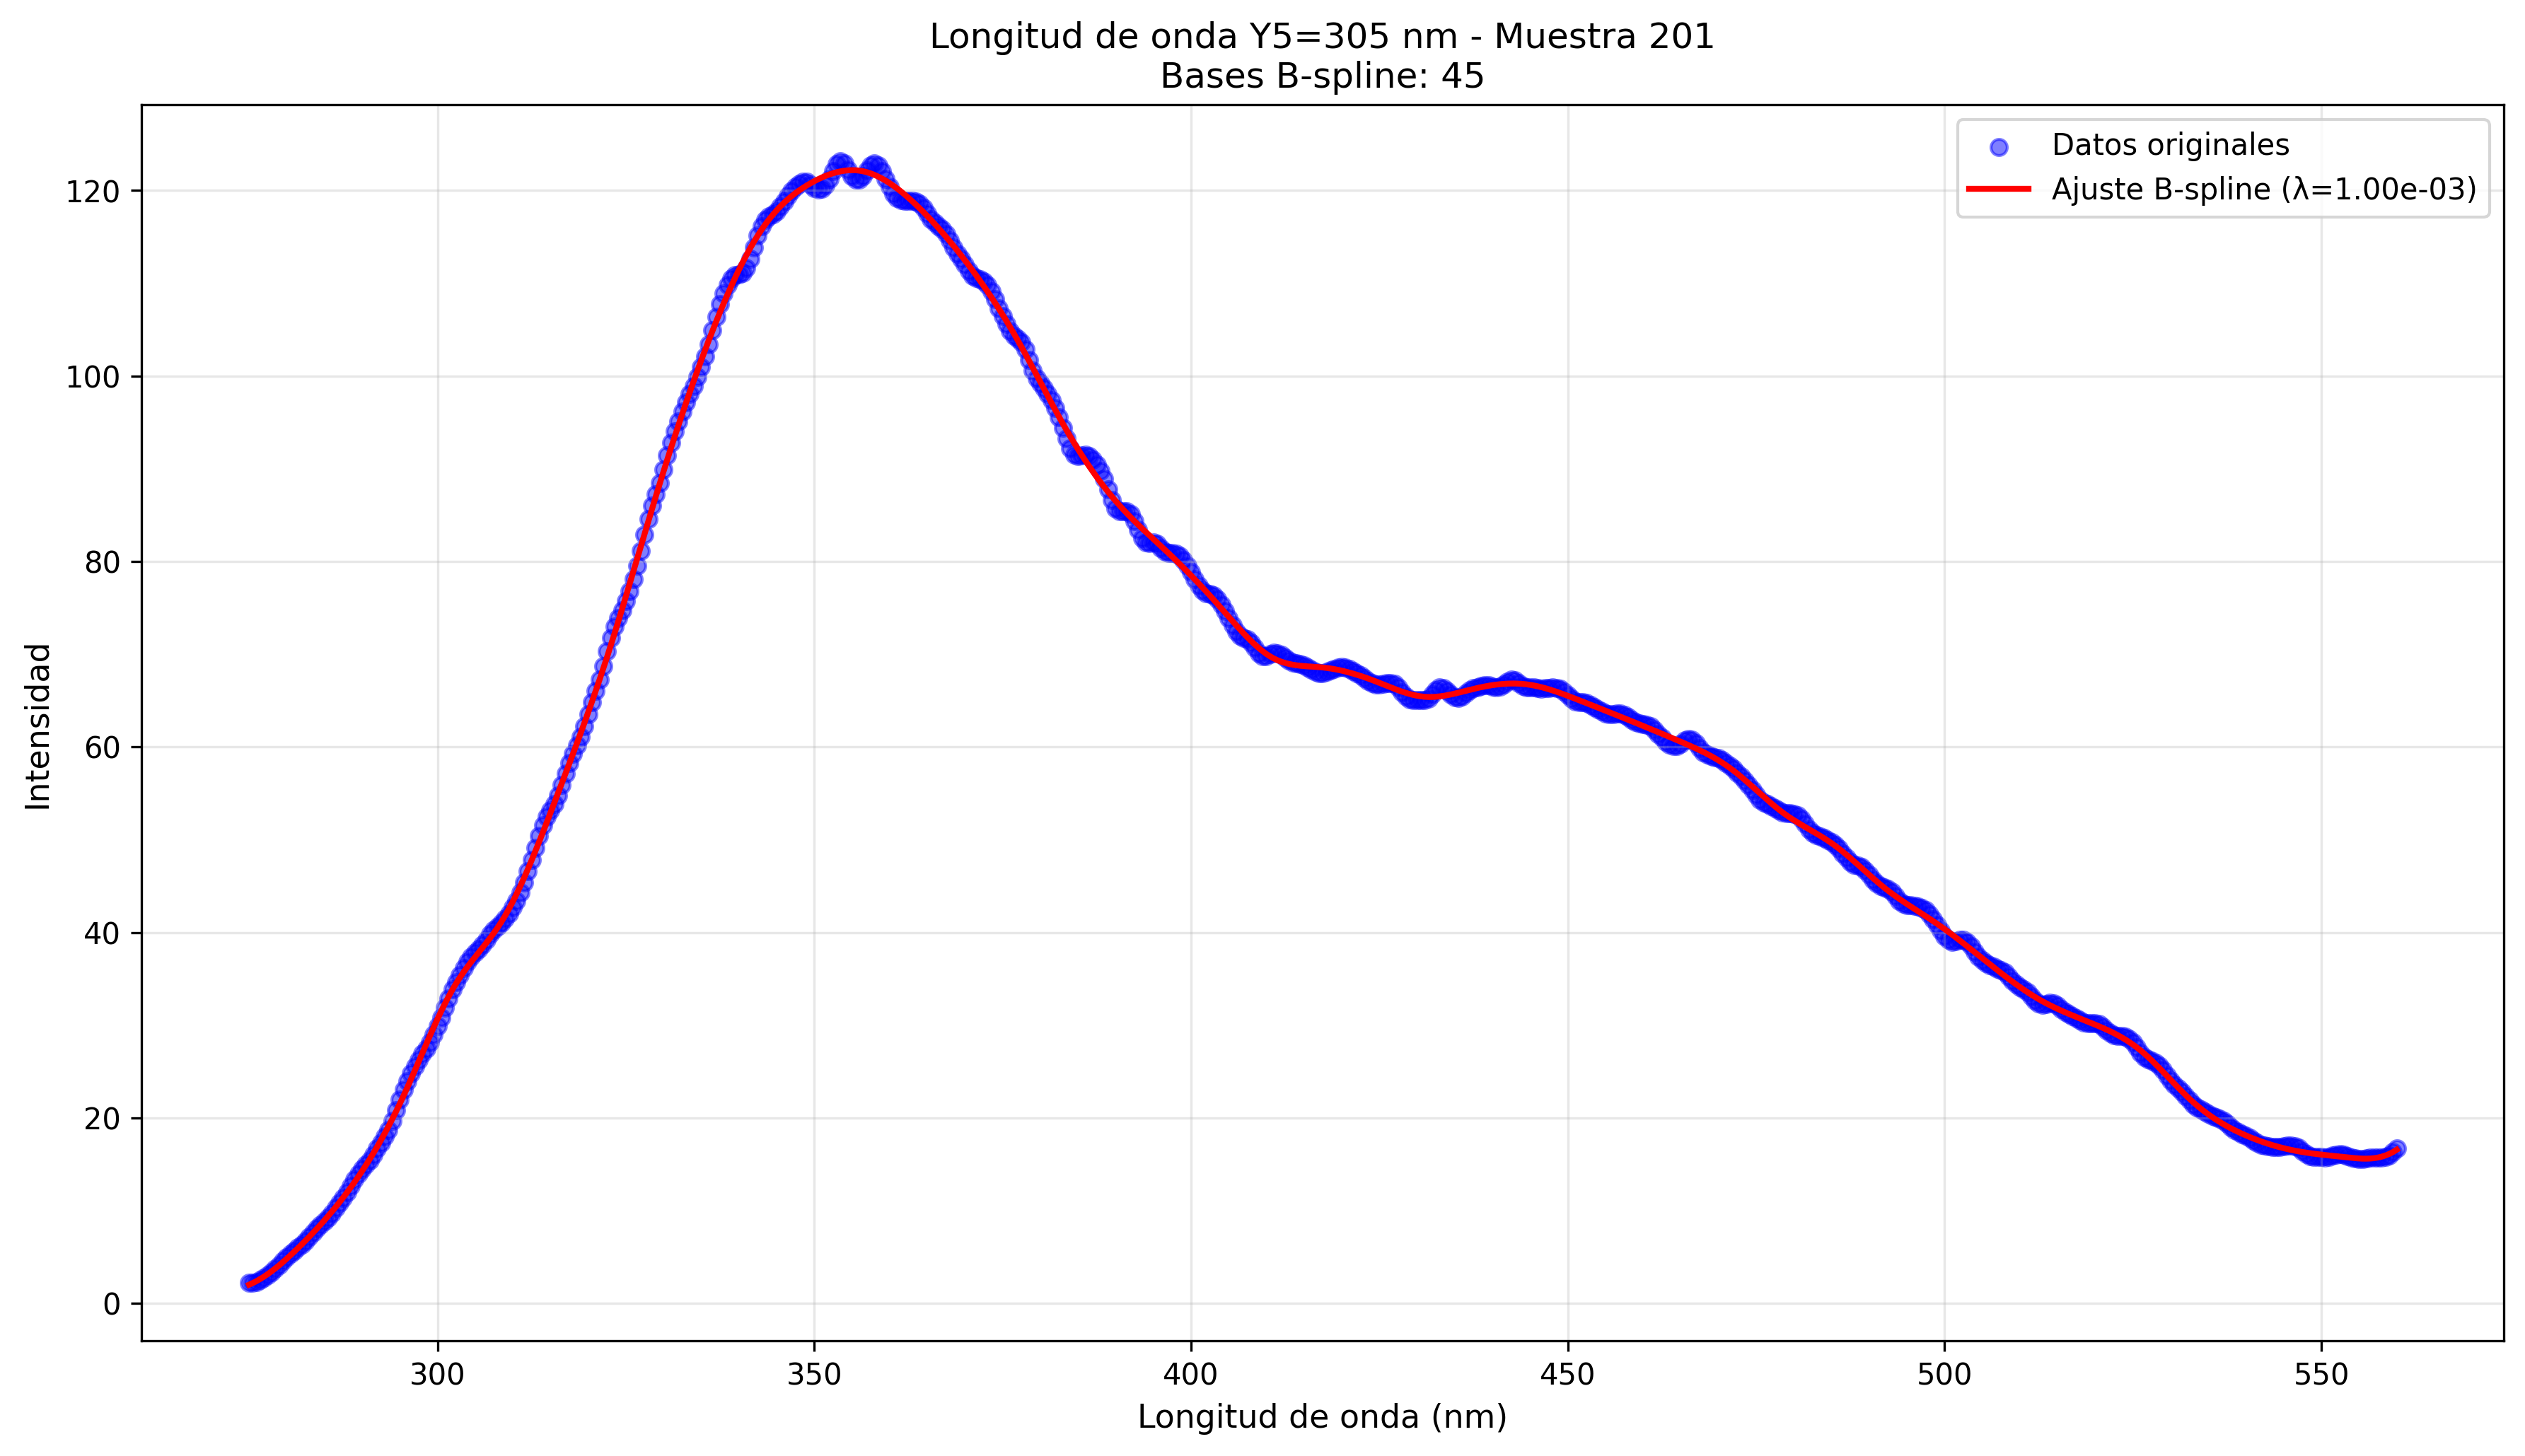 Longitud de onda Y5=305 nm - Muestra 201
Bases B-spline: 45
Datos originales
Ajuste B-spline (λ=1.00e-03)
Intensidad
120
100
80
60
40
20
0
300 350 400 450 500 550
Longitud de onda (nm)